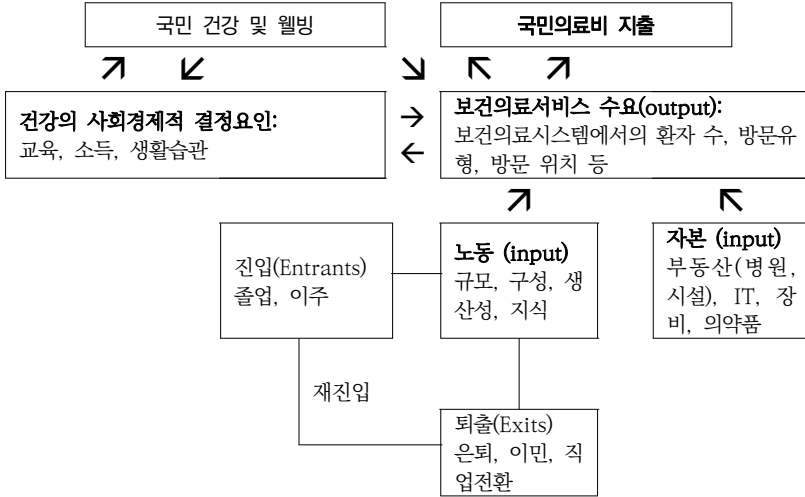 국민 건강 및 웰빙
국민의료비 지출
건강의 사회경제적 결정요인:
교육, 소득, 생활습관
보건의료서비스 수요(output):
보건의료시스템에서의 환자 수, 방문유
형, 방문 위치 등
진입(Entrants)
졸업, 이주
노동 (input)
규모, 구성, 생
산성, 지식
자본 (input)
부동산(병원,
시설), IT, 장
비, 의약품
재진입
퇴출(Exits)
은퇴, 이민, 직
업전환